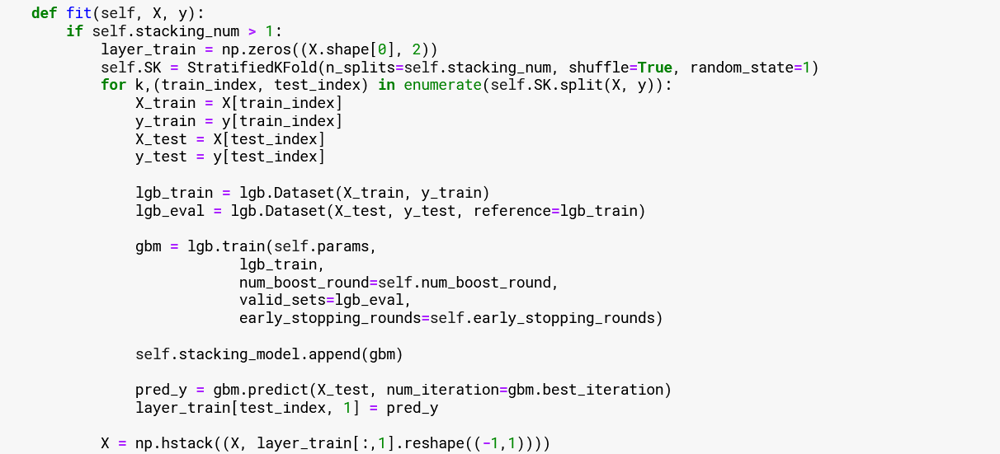 def fit(self, X, y):
    if self.stacking_num > 1:
        layer_train = np.zeros((X.shape[0], 2))
        self.SK = StratifiedKFold(n_splits=self.stacking_num, shuffle=True, random_state=1)
        for k,(train_index, test_index) in enumerate(self.SK.split(X, y)):
            X_train = X[train_index]
            y_train = y[train_index]
            X_test = X[test_index]
            y_test = y[test_index]

            lgb_train = lgb.Dataset(X_train, y_train)
            lgb_eval = lgb.Dataset(X_test, y_test, reference=lgb_train)

            gbm = lgb.train(self.params,
                        lgb_train,
                        num_boost_round=self.num_boost_round,
                        valid_sets=lgb_eval,
                        early_stopping_rounds=self.early_stopping_rounds)

            self.stacking_model.append(gbm)

            pred_y = gbm.predict(X_test, num_iteration=gbm.best_iteration)
            layer_train[test_index, 1] = pred_y

        X = np.hstack((X, layer_train[:,1].reshape((-1,1))))